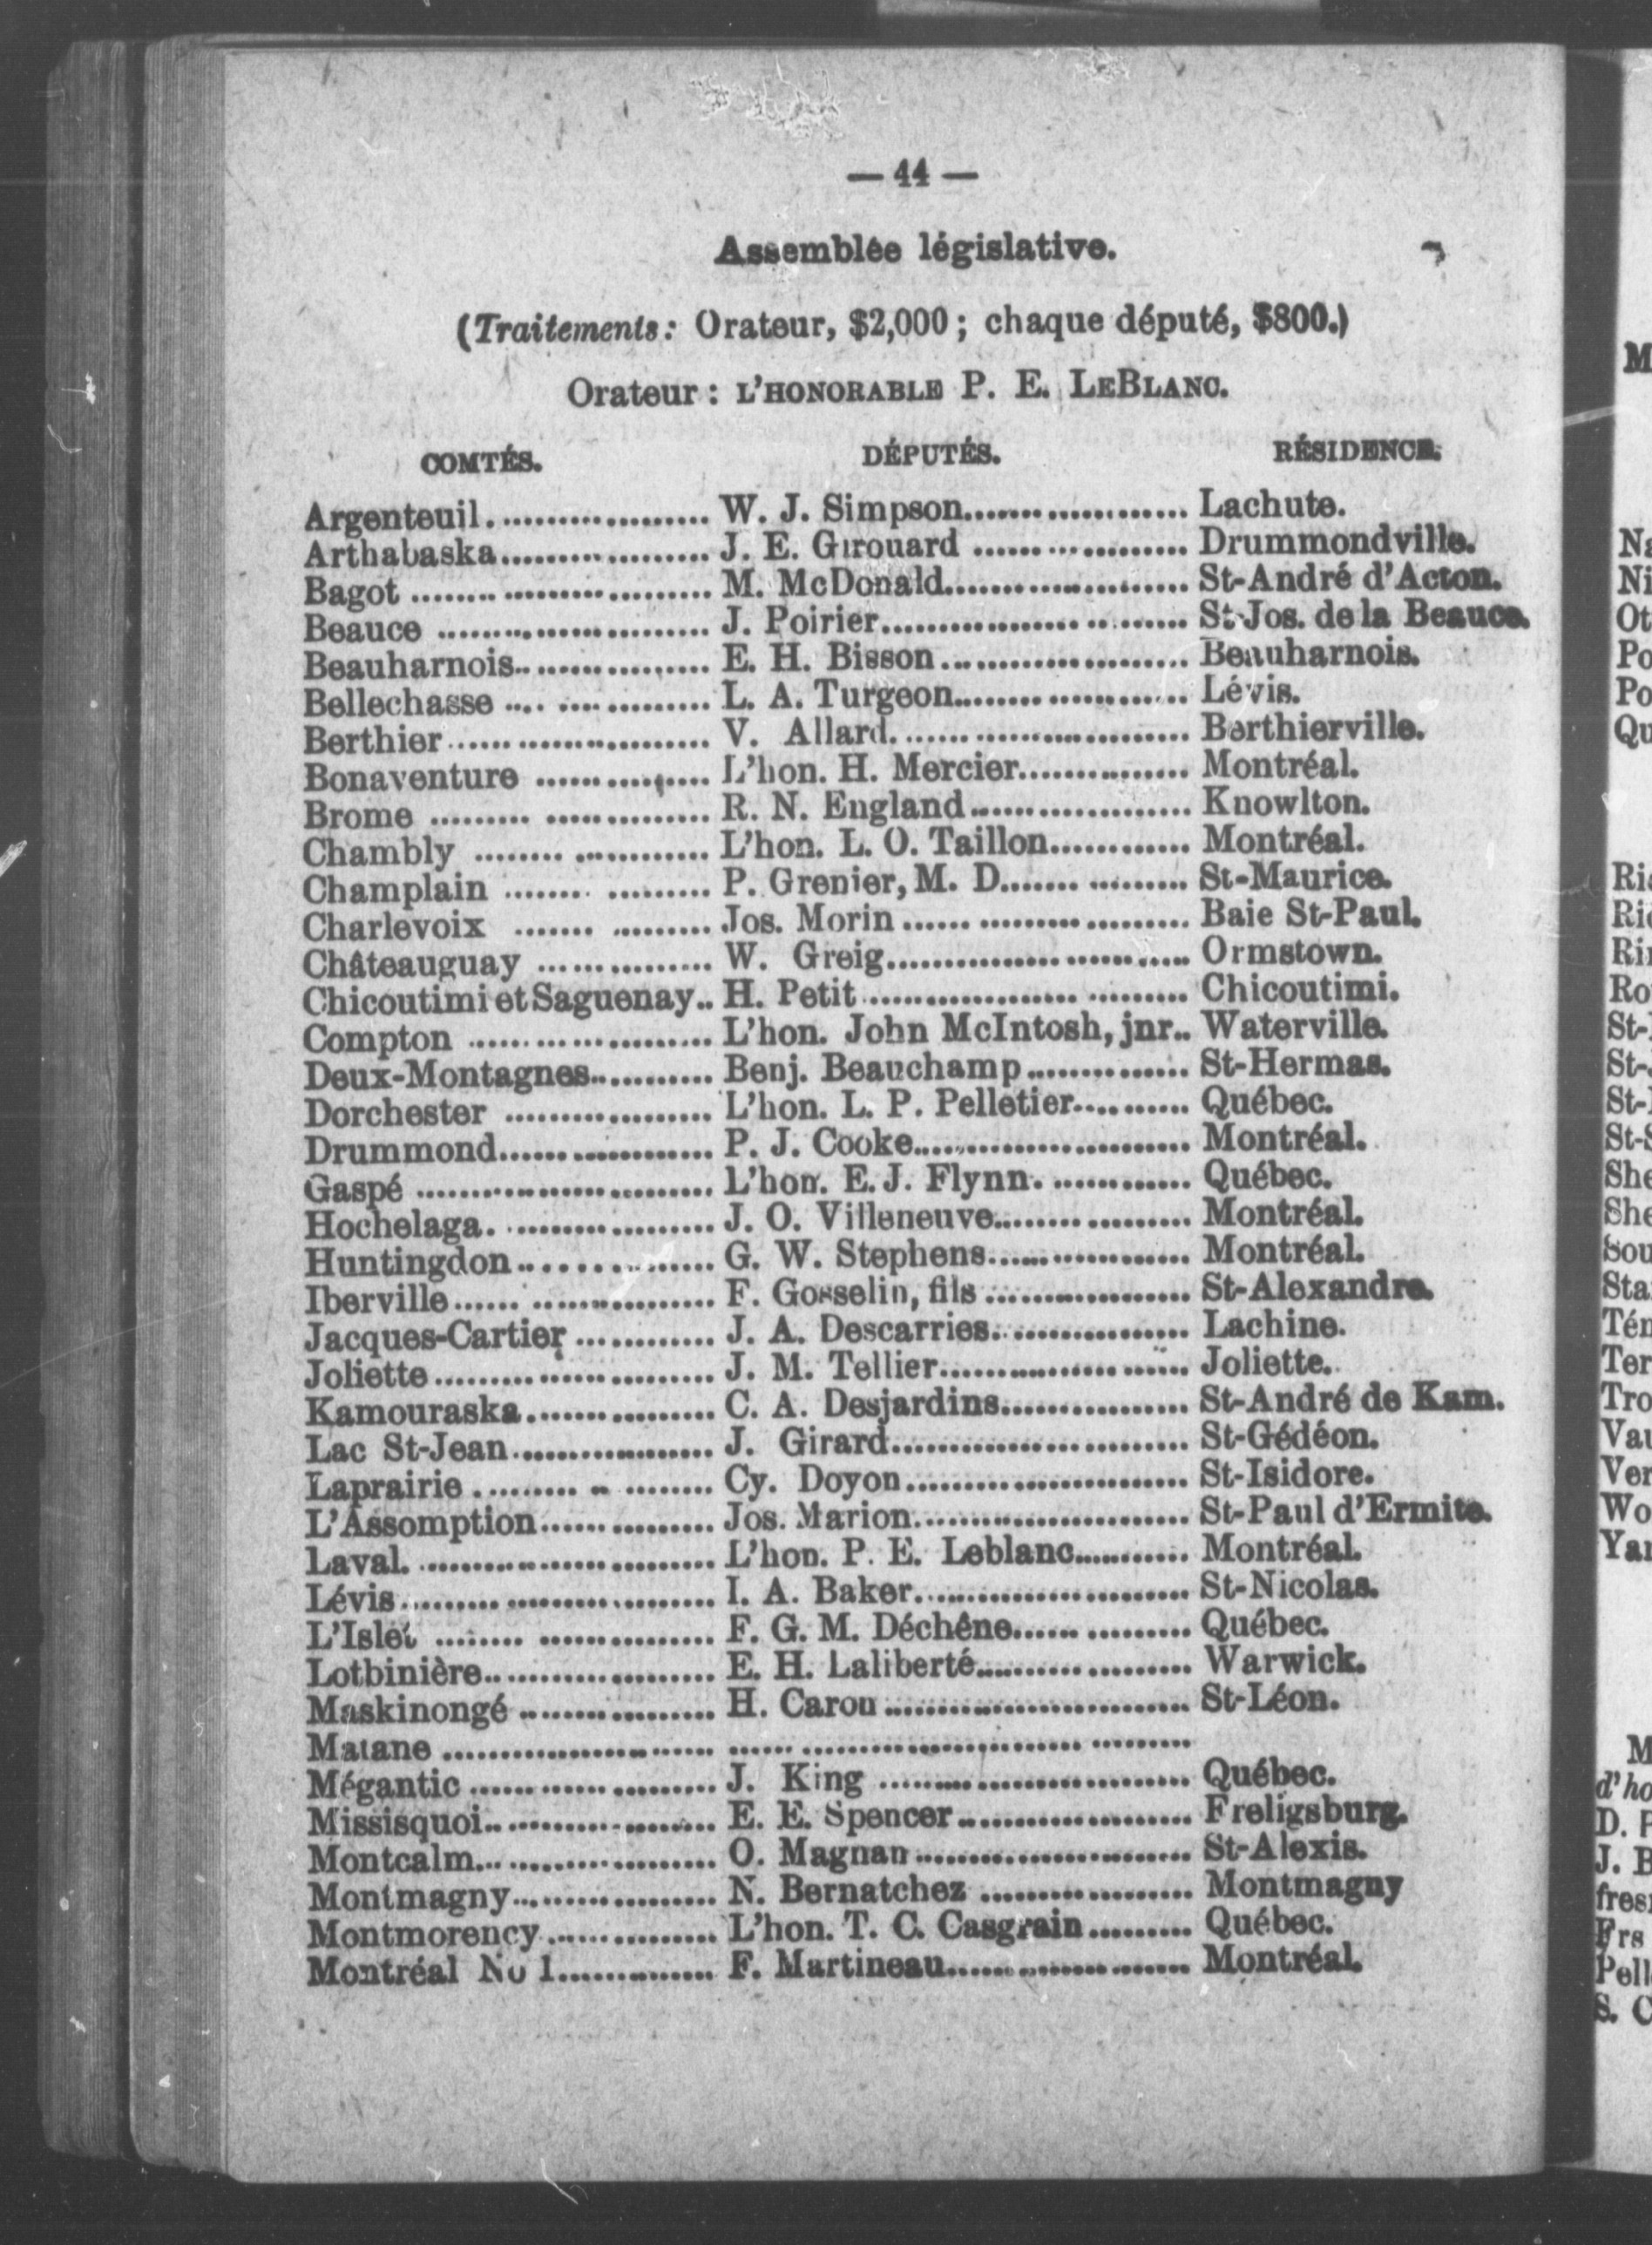 — 44 —
Assemblée législative.
(Traitements: Orateur, $2,000; chaque député, $800.)
Orateur: L'HONORABLE P. E. LEBLANC.
COMTÉS. DÉPUTÉS. RÉSIDENCE.
Argenteuil.................... W. J. Simpson.................... Lachute.
Arthabaska.................... J. E. Girouard .................... Drummondville.
Bagot .................... M. McDonald.................... St-André d'Acton.
Beauce .................... J. Poirier.................... St-Jos. de la Beauce.
Beauharnois.................... E. H. Bisson.................... Beauharnois.
Bellechasse .................... L. A. Turgeon.................... Lévis.
Berthier.................... V. Allard.................... Berthierville.
Bonaventure .................... L'hon. H. Mercier.................... Montréal.
Brome .................... R. N. England.................... Knowlton.
Chambly .................... L'hon. L. O. Taillon............ Montréal.
Champlain .................... P. Grenier, M. D.................... St-Maurice.
Charlevoix .................... Jos. Morin .................... Baie St-Paul.
Châteauguay .................... W. Greig.................... Ormstown.
Chicoutimi et Saguenay.. H. Petit .................... Chicoutimi.
Compton .................... L'hon. John McIntosh, jnr.. Waterville.
Deux-Montagnes............ Benj. Beauchamp.............. St-Hermas.
Dorchester .................... L'hon. L. P. Pelletier.......... Québec.
Drummond.................... P. J. Cooke.................... Montréal.
Gaspé .................... L'hon. E. J. Flynn............. Québec.
Hochelaga.................... J. O. Villeneuve.................... Montréal.
Huntingdon.................... G. W. Stephens.................... Montréal.
Iberville.................... F. Gosselin, fils .................... St-Alexandre.
Jacques-Cartier ............ J. A. Descarries.................... Lachine.
Joliette.................... J. M. Tellier.................... Joliette.
Kamouraska.................... C. A. Desjardins.................... St-André de Kam.
Lac St-Jean.................... J. Girard.................... St-Gédéon.
Laprairie .................... Cy. Doyon.................... St-Isidore.
L'Assomption.................... Jos. Marion.................... St-Paul d'Ermite.
Laval. .................... L'hon. P. E. Leblanc........... Montréal.
Lévis.................... I. A. Baker.................... St-Nicolas.
L'Islet .................... F. G. M. Déchêne.................... Québec.
Lotbinière.................... E. H. Laliberté.................... Warwick.
Maskinongé .................... H. Caron .................... St-Léon.
Matane ........................................
Mégantic .................... J. King .................... Québec.
Missisquoi.................... E. E. Spencer.................... Freligsburg.
Montcalm.................... O. Magnan.................... St-Alexis.
Montmagny.................... N. Bernatchez .................... Montmagny
Montmorency.................... L'hon. T. C. Casgrain.......... Québec.
Montréal No 1.............. F. Martineau.................... Montréal.